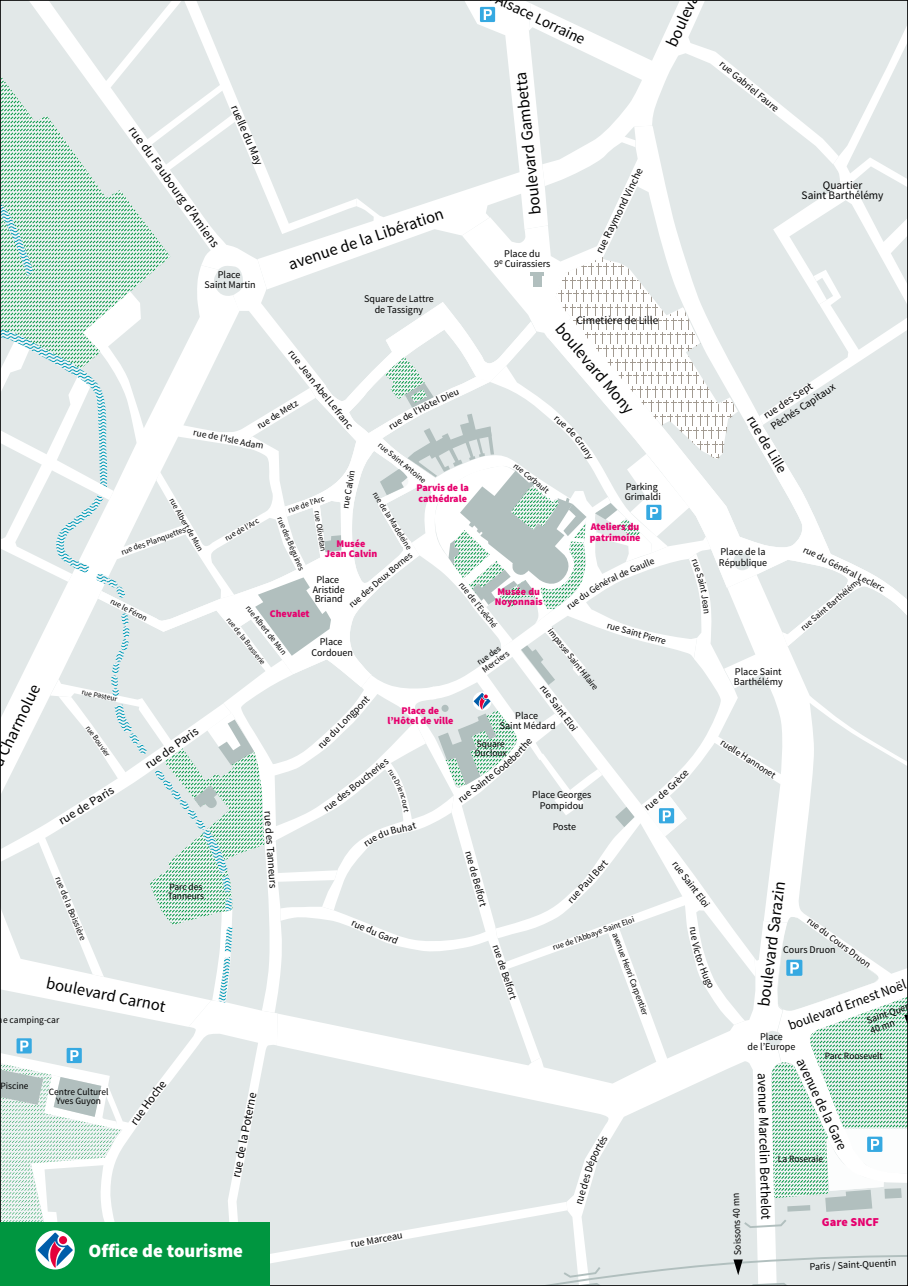 Alsace Lorraine
rue Gabriel Faure
boulevard Gambetta
ruelle du May
rue du Faubourg d'Amiens
avenue de la Libération
rue Raymond Vinche
Quartier
Saint Barthélémy
Place du
9e Cuirassiers
Place
Saint Martin
Square de Lattre
de Tassigny
Cimetière de Lille
boulevard Mony
rue Jean Abel Lefranc
rue des Sept
Péchés Capitaux
rue de l'Hôtel Dieu
rue de Metz
rue de l'Isle Adam
rue de Gruny
rue de Lille
rue Saint Antoine
rue Corbault
rue Calvin
Parvis de la
cathédrale
Parking
Grimaldi
rue de la Madeleine
rue de l'Arc
rue de l'Arc
rue Albert de Mun
rue des Planquettes
rue des Béguines
rue Olivetan
Musée
Jean Calvin
Ateliers du
patrimoine
Place de la
République
rue du Général Leclerc
rue des Deux Bornes
Place
Aristide
Briand
Chevalet
Musée du
Noyonnais
rue du Général de Gaulle
rue Saint Jean
rue Saint Barthélémy
rue le Féron
rue Albert de Mun
rue de la Brasserie
Place
Cordouen
rue de l'Evêché
rue des
Merciers
impasse Saint Hilaire
rue Saint Pierre
Place Saint
Barthélémy
Charmolue
rue Pasteur
rue Bouvier
rue de Paris
rue de Paris
rue du Longpont
Place de
l'Hôtel de ville
rue Saint Eloi
Place
Saint Médard
Square
Ducloux
rue Sainte Godeberthe
ruelle Hannonet
rue des Boucheries
rue Driencourt
rue du Buhat
Place Georges
Pompidou
Poste
rue de Grèce
rue des Tanneurs
Parc des
Tanneurs
rue de la Boissière
rue de Belfort
rue Paul Bert
rue Saint Eloi
rue du Gard
rue de l'Abbaye Saint Eloi
avenue Henri Carpentier
rue Victor Hugo
rue de Belfort
boulevard Sarazin
rue du Cours Druon
Cours Druon
boulevard Carnot
boulevard Ernest Noël
40 mn
Place
de l'Europe
Parc Roosevelt
e camping-car
Piscine
Centre Culturel
Yves Guyon
rue Hoche
rue de la Poterne
rue des Déportés
avenue Marcelin Berthelot
avenue de la Gare
La Roseraie
Gare SNCF
Soissons 40 mn
rue Marceau
Paris / Saint-Quentin
Office de tourisme
P
P
P
P
P
P
P